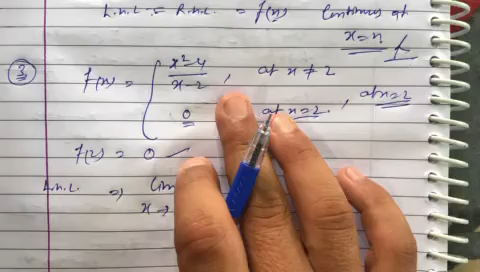 L.H.L. = R.H.L. = f(n) Continuous at
x=n
③ f(x) = { x²-4 / x-2 , at x ≠ 2
0 at x=2. , at x=2
f(2) = 0
L.H.L. ⇒ Lim
x →